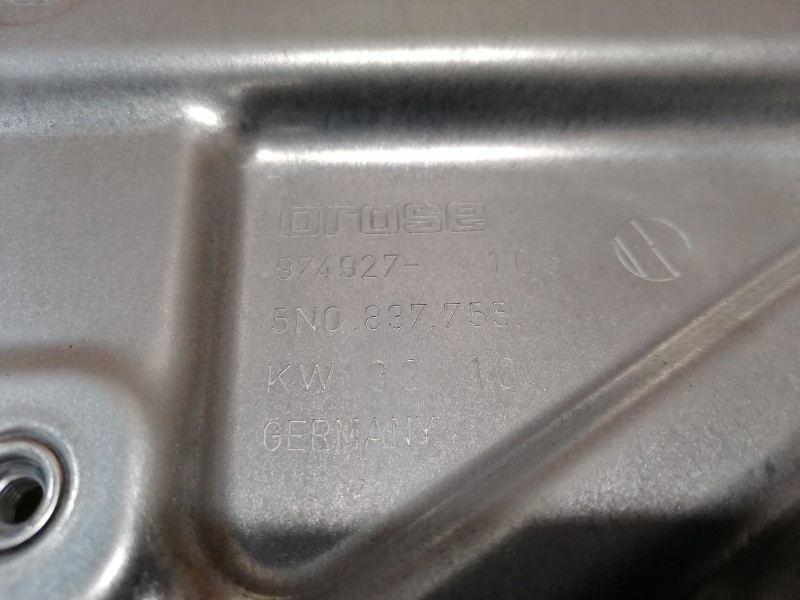 brose
974927- 103
5N0.837.755.
KW 32 10
GERMANY